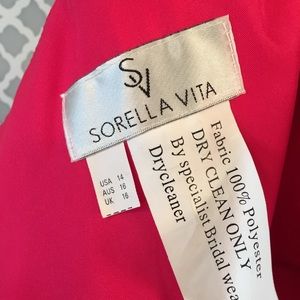 SV
SORELLA VITA
USA 14
AUS 16
UK 16
Fabric 100% Polyester
DRY CLEAN ONLY
By specialist Bridal wea
Drycleaner